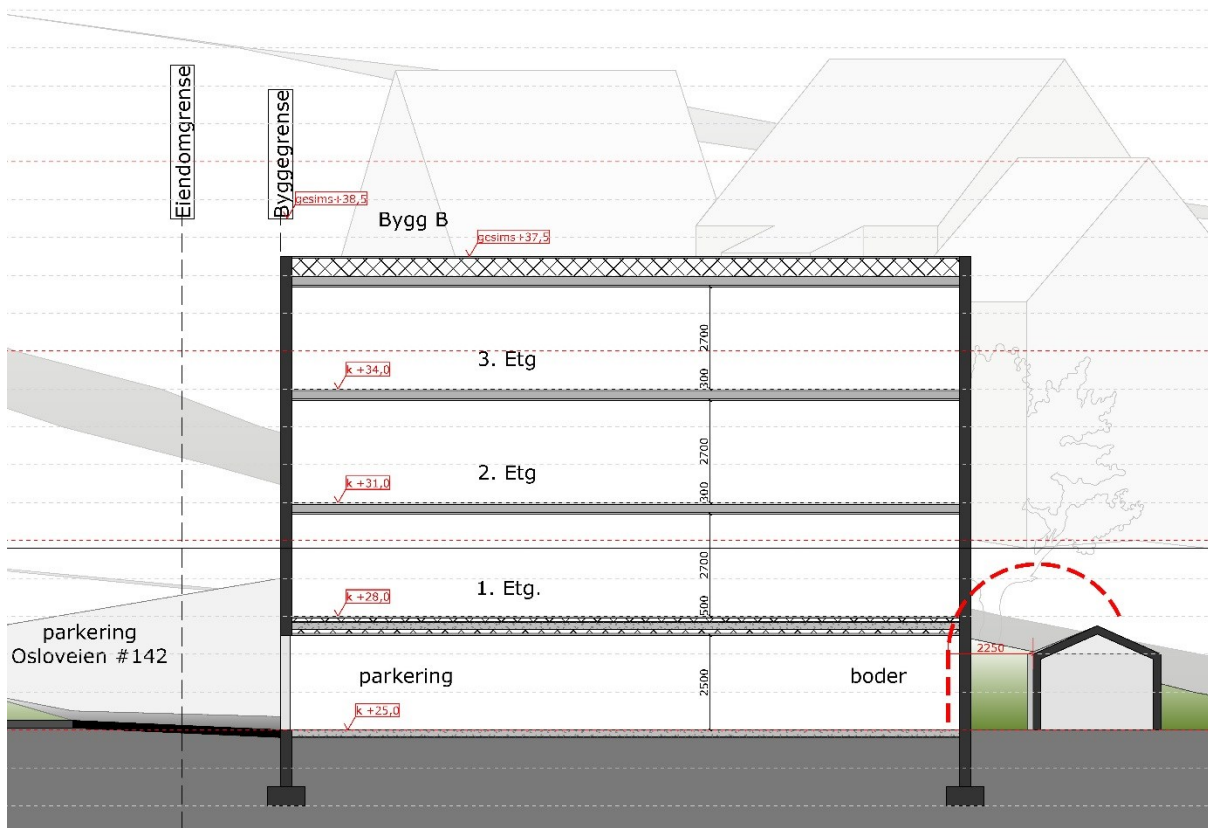 Eiendomgrense
Byggegrense
gesims+38,5
Bygg B
gesims+37,5
2700
3. Etg
k +34,0
300
2700
2. Etg
k +31,0
300
2700
1. Etg.
k +28,0
500
parkering
Osloveien #142
2250
parkering
boder
2500
k +25,0